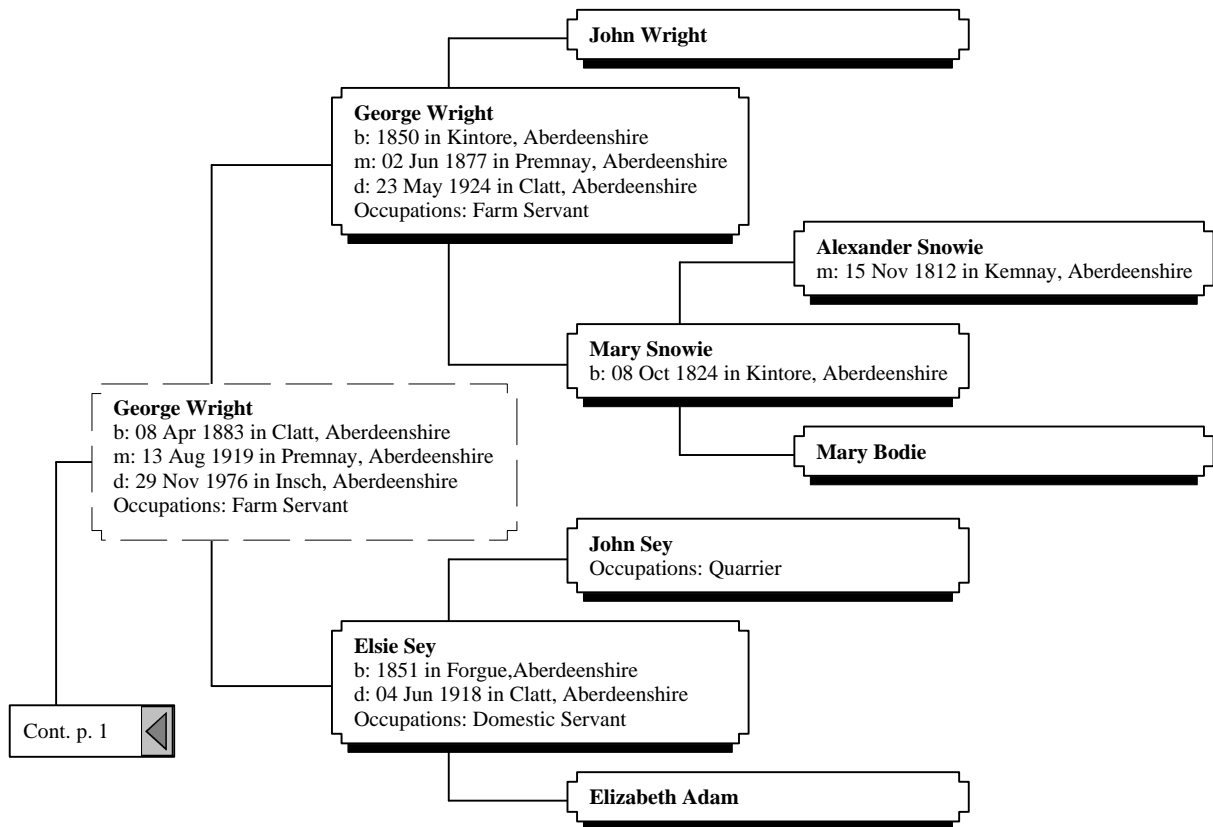 John Wright
George Wright
b: 1850 in Kintore, Aberdeenshire
m: 02 Jun 1877 in Premnay, Aberdeenshire
d: 23 May 1924 in Clatt, Aberdeenshire
Occupations: Farm Servant
Alexander Snowie
m: 15 Nov 1812 in Kemnay, Aberdeenshire
Mary Snowie
b: 08 Oct 1824 in Kintore, Aberdeenshire
Mary Bodie
George Wright
b: 08 Apr 1883 in Clatt, Aberdeenshire
m: 13 Aug 1919 in Premnay, Aberdeenshire
d: 29 Nov 1976 in Insch, Aberdeenshire
Occupations: Farm Servant
John Sey
Occupations: Quarrier
Elsie Sey
b: 1851 in Forgue,Aberdeenshire
d: 04 Jun 1918 in Clatt, Aberdeenshire
Occupations: Domestic Servant
Cont. p. 1
Elizabeth Adam